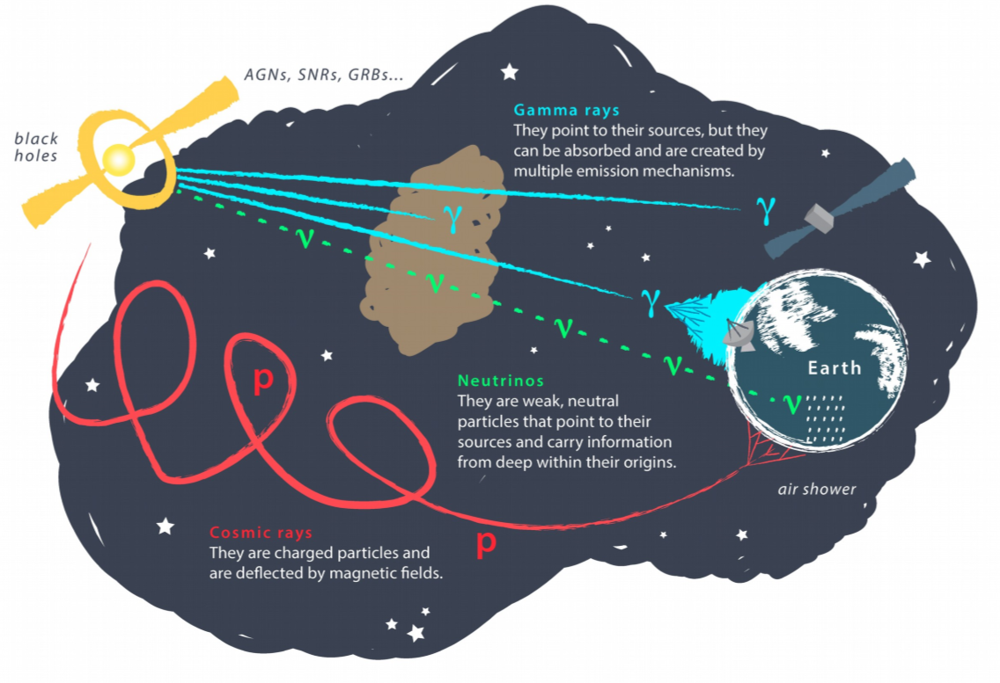 AGNs, SNRs, GRBs...
black
holes
Gamma rays
They point to their sources, but they
can be absorbed and are created by
multiple emission mechanisms.
γ
γ
ν
ν
γ
ν
ν
Earth
ν
p
Neutrinos
They are weak, neutral
particles that point to their
sources and carry information
from deep within their origins.
air shower
Cosmic rays
They are charged particles and
are deflected by magnetic fields.
p